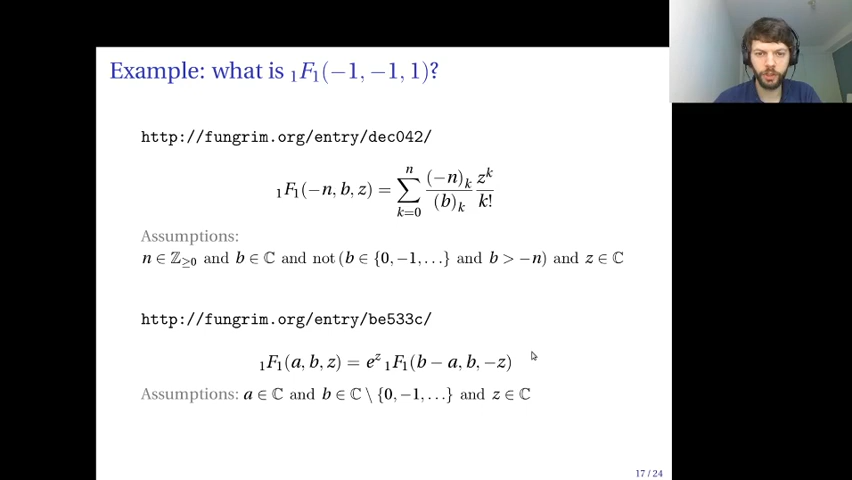 Example: what is ₁F₁(−1, −1, 1)?
http://fungrim.org/entry/dec042/
₁F₁(−n, b, z) = ∑_{k=0}^{n} \frac{(−n)_k}{(b)_k} \frac{z^k}{k!}
Assumptions:
n ∈ ℤ_{≥0} and b ∈ ℂ and not (b ∈ {0, −1, …} and b > −n) and z ∈ ℂ
http://fungrim.org/entry/be533c/
₁F₁(a, b, z) = e^z ₁F₁(b − a, b, −z)
Assumptions: a ∈ ℂ and b ∈ ℂ \ {0, −1, …} and z ∈ ℂ
17 / 24